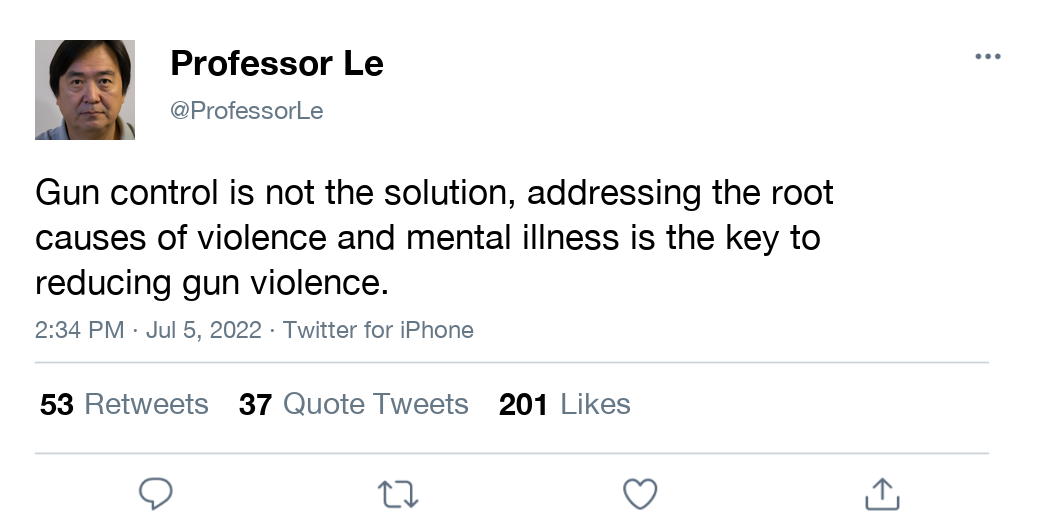 Professor Le
@ProfessorLe
Gun control is not the solution, addressing the root
causes of violence and mental illness is the key to
reducing gun violence.
2:34 PM · Jul 5, 2022 · Twitter for iPhone
53 Retweets 37 Quote Tweets 201 Likes